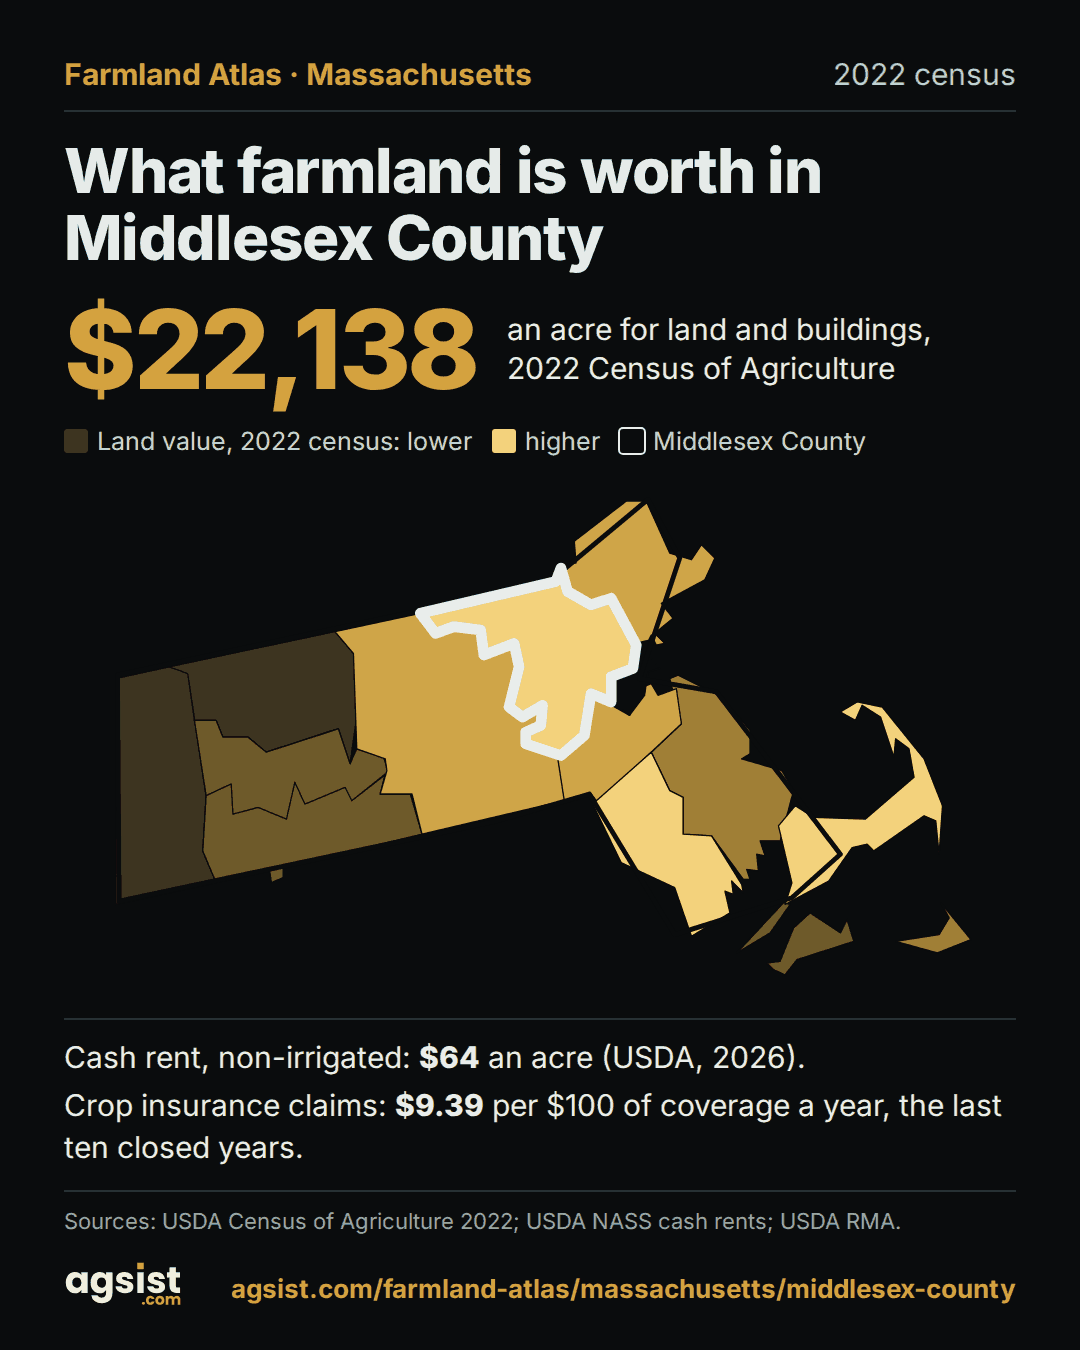 Farmland Atlas · Massachusetts
2022 census
What farmland is worth in
Middlesex County
$22,138
an acre for land and buildings,
2022 Census of Agriculture
Land value, 2022 census: lower
higher
Middlesex County
Cash rent, non-irrigated: $64 an acre (USDA, 2026).
Crop insurance claims: $9.39 per $100 of coverage a year, the last
ten closed years.
Sources: USDA Census of Agriculture 2022; USDA NASS cash rents; USDA RMA.
agsist
.com
agsist.com/farmland-atlas/massachusetts/middlesex-county